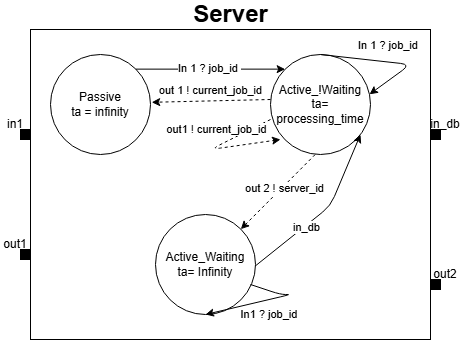 Server
In 1 ? job_id
In 1 ? job_id
Passive
ta = infinity
out 1 ! current_job_id
Active_!Waiting
ta=
processing_time
in1
out1 ! current_job_id
in_db
out 2 ! server_id
in_db
out1
Active_Waiting
ta= Infinity
out2
In1 ? job_id